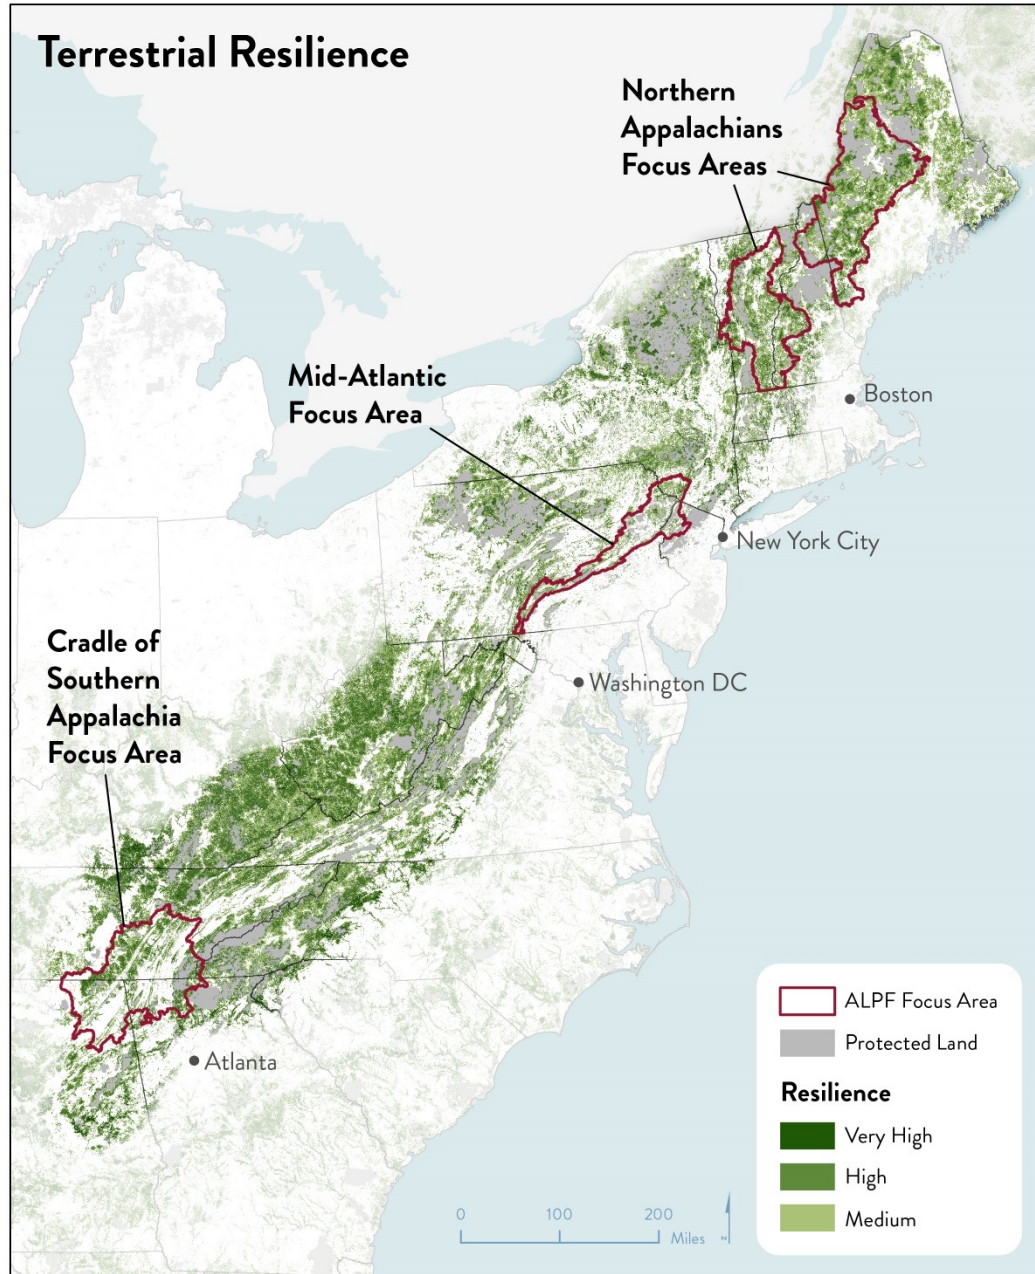 Terrestrial Resilience
Northern
Appalachians
Focus Areas
Mid-Atlantic
Focus Area
Boston
New York City
Cradle of
Southern
Appalachia
Focus Area
Washington DC
Atlanta
ALPF Focus Area
Protected Land
Resilience
Very High
High
Medium
0 100 200
Miles
N